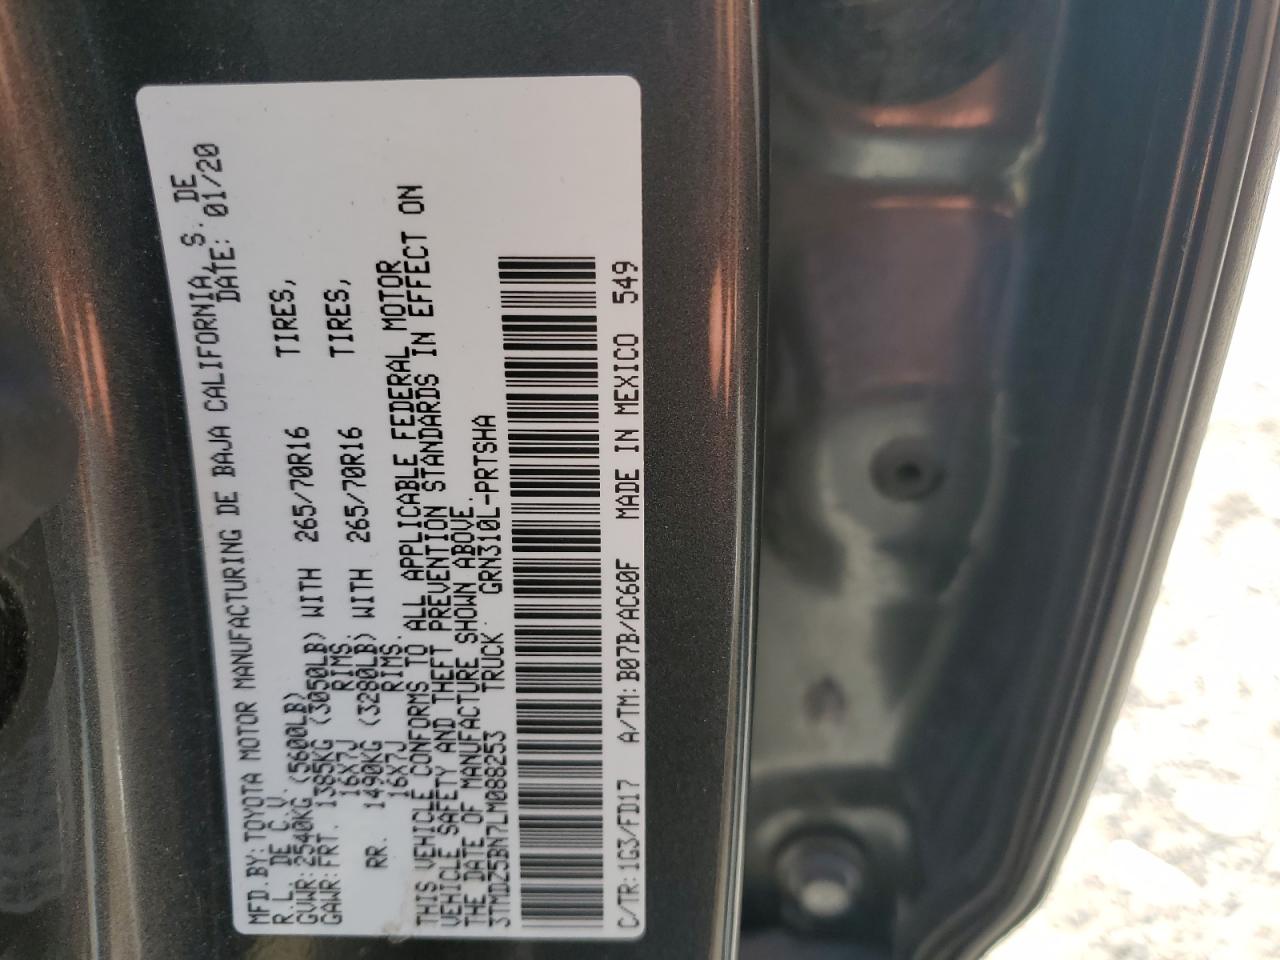 MFD.BY:TOYOTA MOTOR MANUFACTURING DE BAJA CALIFORNIA, S. DE
R.L. DE C.V. DATE: 01/20
GVWR:2540KG (5600LB)
GAWR:FRT. 1385KG (3050LB) WITH 265/70R16 TIRES,
16X7J RIMS.
RR. 1490KG (3280LB) WITH 265/70R16 TIRES,
16X7J RIMS.
THIS VEHICLE CONFORMS TO ALL APPLICABLE FEDERAL MOTOR
VEHICLE SAFETY AND THEFT PREVENTION STANDARDS IN EFFECT ON
THE DATE OF MANUFACTURE SHOWN ABOVE.
3TMDZ5BN7LM088253 TRUCK GRN310L-PRTSHA
C/TR:1G3/FD17 A/TM:B07B/AC60F MADE IN MEXICO 549